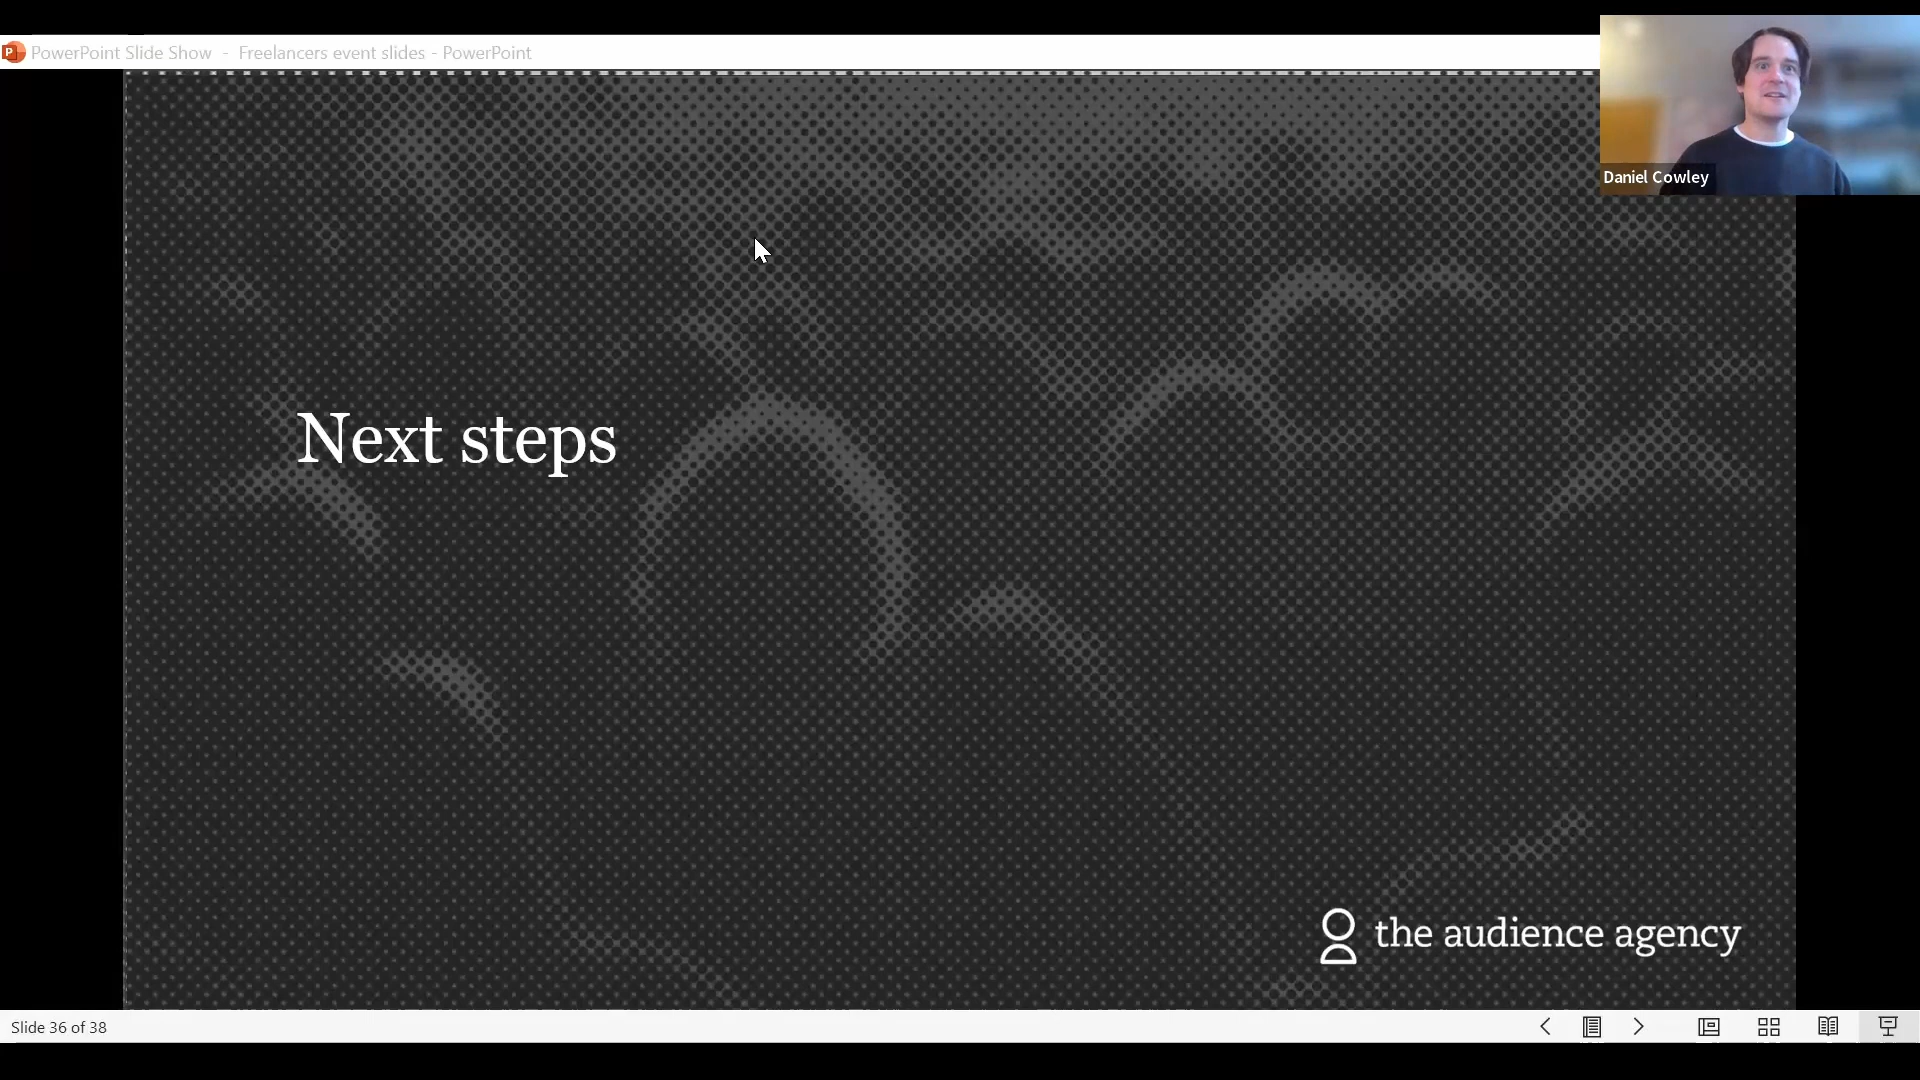 PowerPoint Slide Show - Freelancers event slides - PowerPoint
Daniel Cowley
Next steps
the audience agency
Slide 36 of 38